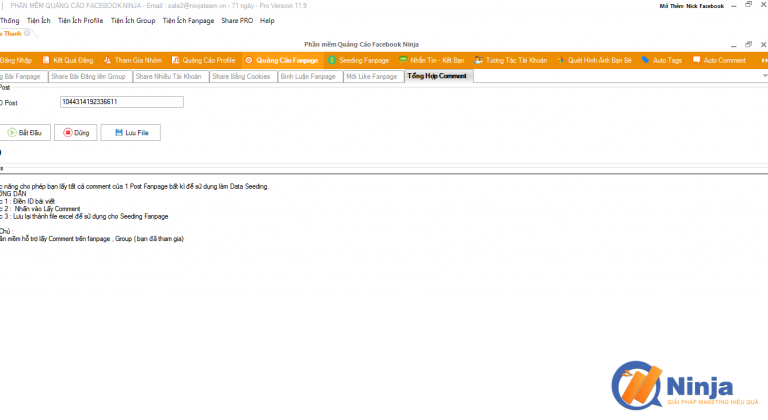 PHẦN MỀM QUẢNG CÁO FACEBOOK NINJA - Email : sale2@ninjateam.vn - 71 ngày - Pro Version 11.9
Mở Thêm Nick Facebook
Thống Tiện Ích Tiện Ích Profile Tiện Ích Group Tiện Ích Fanpage Share PRO Help
Thanh
Phần mềm Quảng Cáo Facebook Ninja
Đăng Nhập Kết Quả Đăng Tham Gia Nhóm Quảng Cáo Profile Quảng Cáo Fanpage Seeding Fanpage Nhắn Tin - Kết Bạn Tương Tác Tài Khoản Quét Hình Ảnh Bạn Bè Auto Tags Auto Comment
g Bài Fanpage Share Bài Đăng lên Group Share Nhiều Tài Khoản Share Bằng Cookies Bình Luận Fanpage Mời Like Fanpage Tổng Hợp Comment
Post
D Post 1044314192336611
Bắt Đầu Dừng Lưu File
c năng cho phép bạn lấy tất cả comment của 1 Post Fanpage bất kì để sử dụng làm Data Seeding.
ỚNG DẪN
c 1 : Điền ID bài viết
c 2 : Nhấn vào Lấy Comment
c 3 : Lưu lại thành file excel để sử dụng cho Seeding Fanpage
Chú :
ần mềm hỗ trợ lấy Comment trên fanpage , Group ( bạn đã tham gia)
Ninja
GIẢI PHÁP MAKETING HIỆU QUẢ